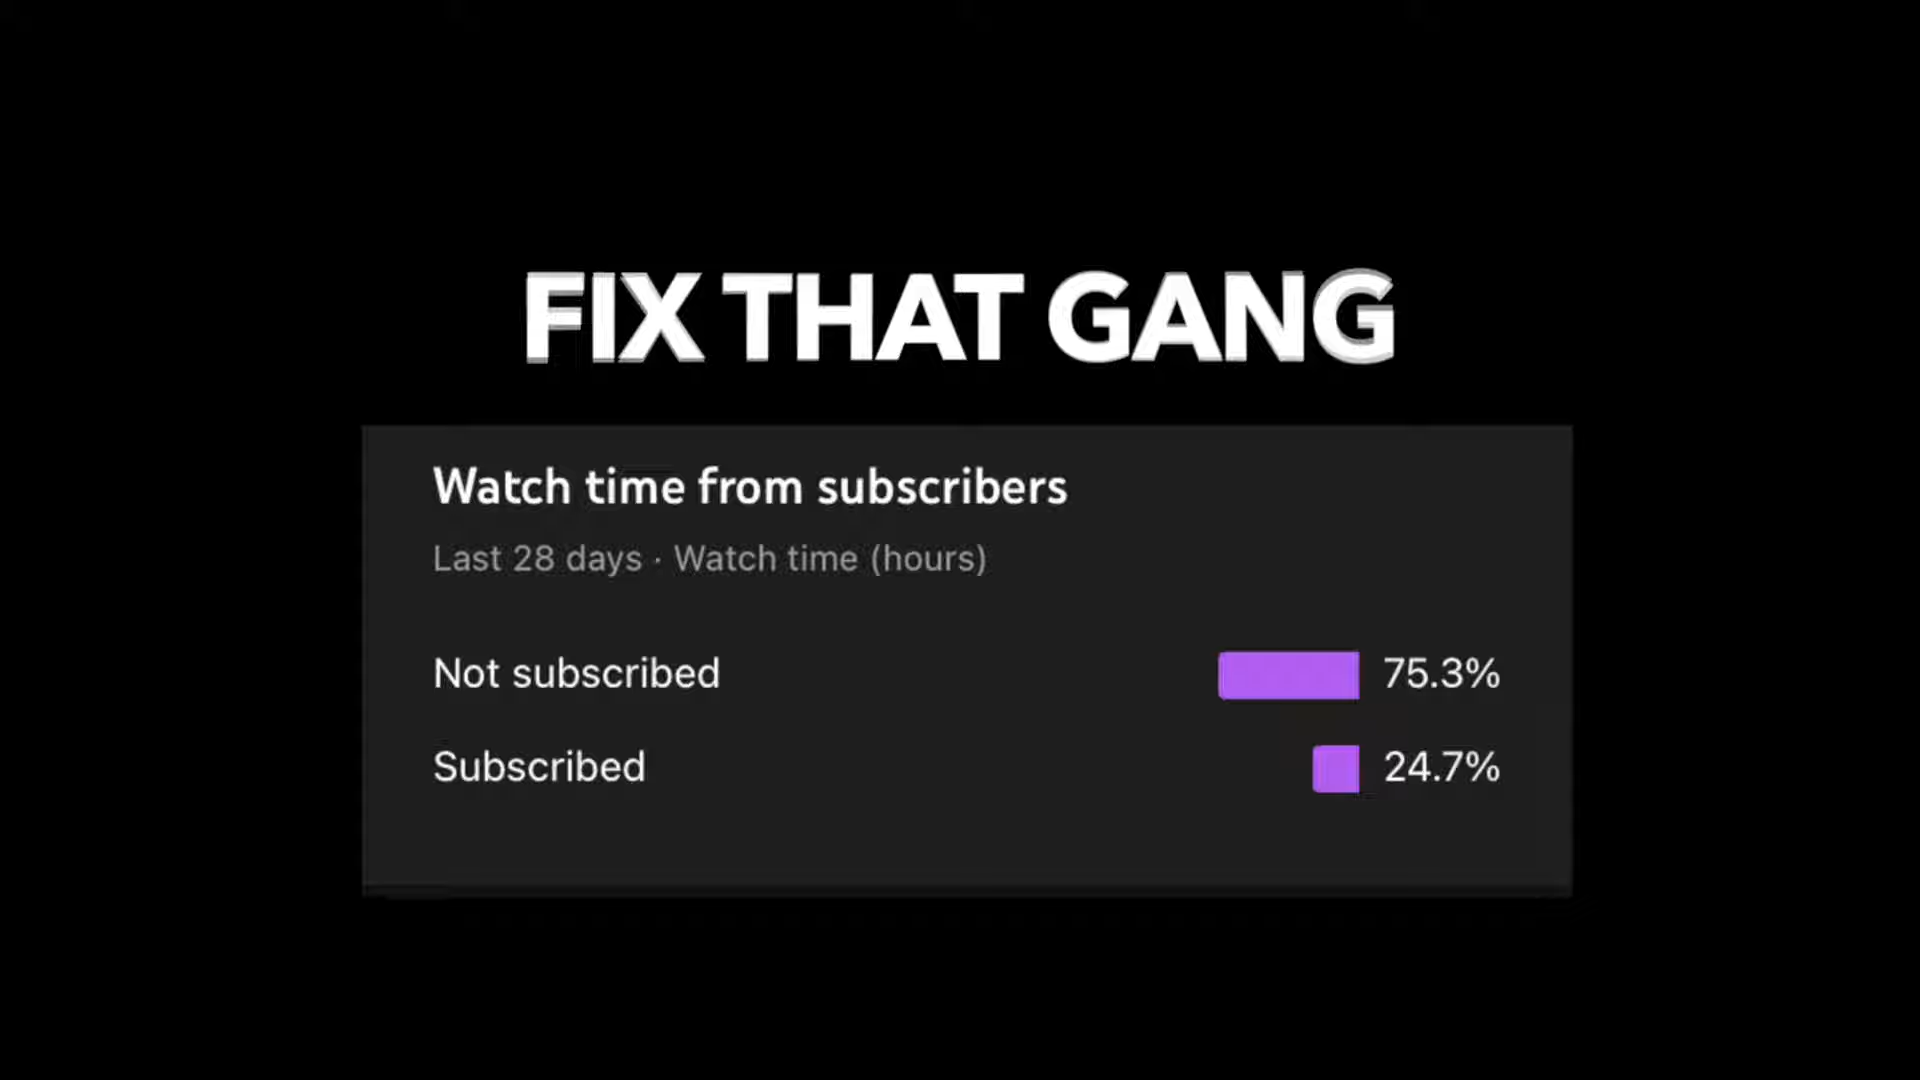 FIX THAT GANG
Watch time from subscribers
Last 28 days · Watch time (hours)
Not subscribed 75.3%
Subscribed 24.7%